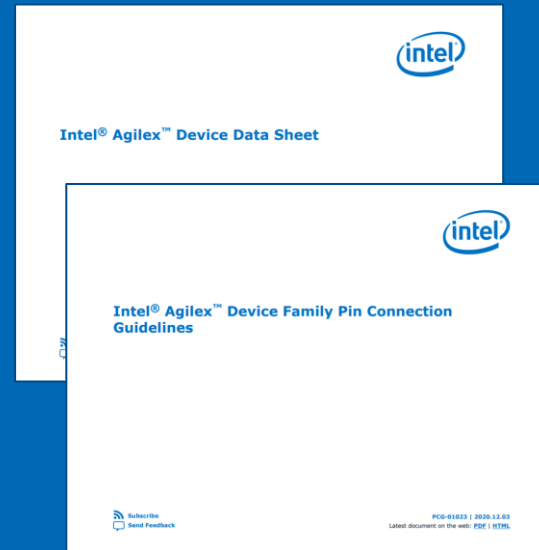 intel
Intel® Agilex™ Device Data Sheet
intel
Intel® Agilex™ Device Family Pin Connection
Guidelines
Subscribe
Send Feedback
PCG-01023 | 2020.12.03
Latest document on the web: PDF | HTML